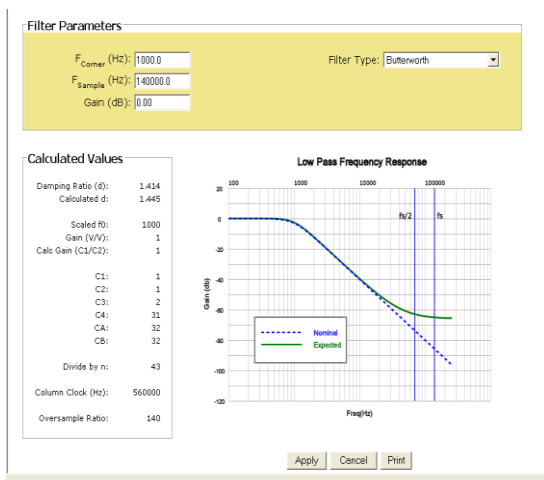 Filter Parameters
FCorner (Hz): 1000.0
Filter Type: Butterworth
FSample (Hz): 140000.0
Gain (dB): 0.00
Calculated Values
Damping Ratio (d): 1.414
Calculated d: 1.445
Scaled f0: 1000
Gain (V/V): 1
Calc Gain (C1/C2): 1
C1: 1
C2: 1
C3: 2
C4: 31
CA: 32
CB: 32
Divide by n: 43
Column Clock (Hz): 560000
Oversample Ratio: 140
Low Pass Frequency Response
100 1000 10000 100000
20
0
-20
-40
-60
-80
-100
-120
Gain (db)
fs/2 fs
Nominal
Expected
Freq(Hz)
Apply Cancel Print